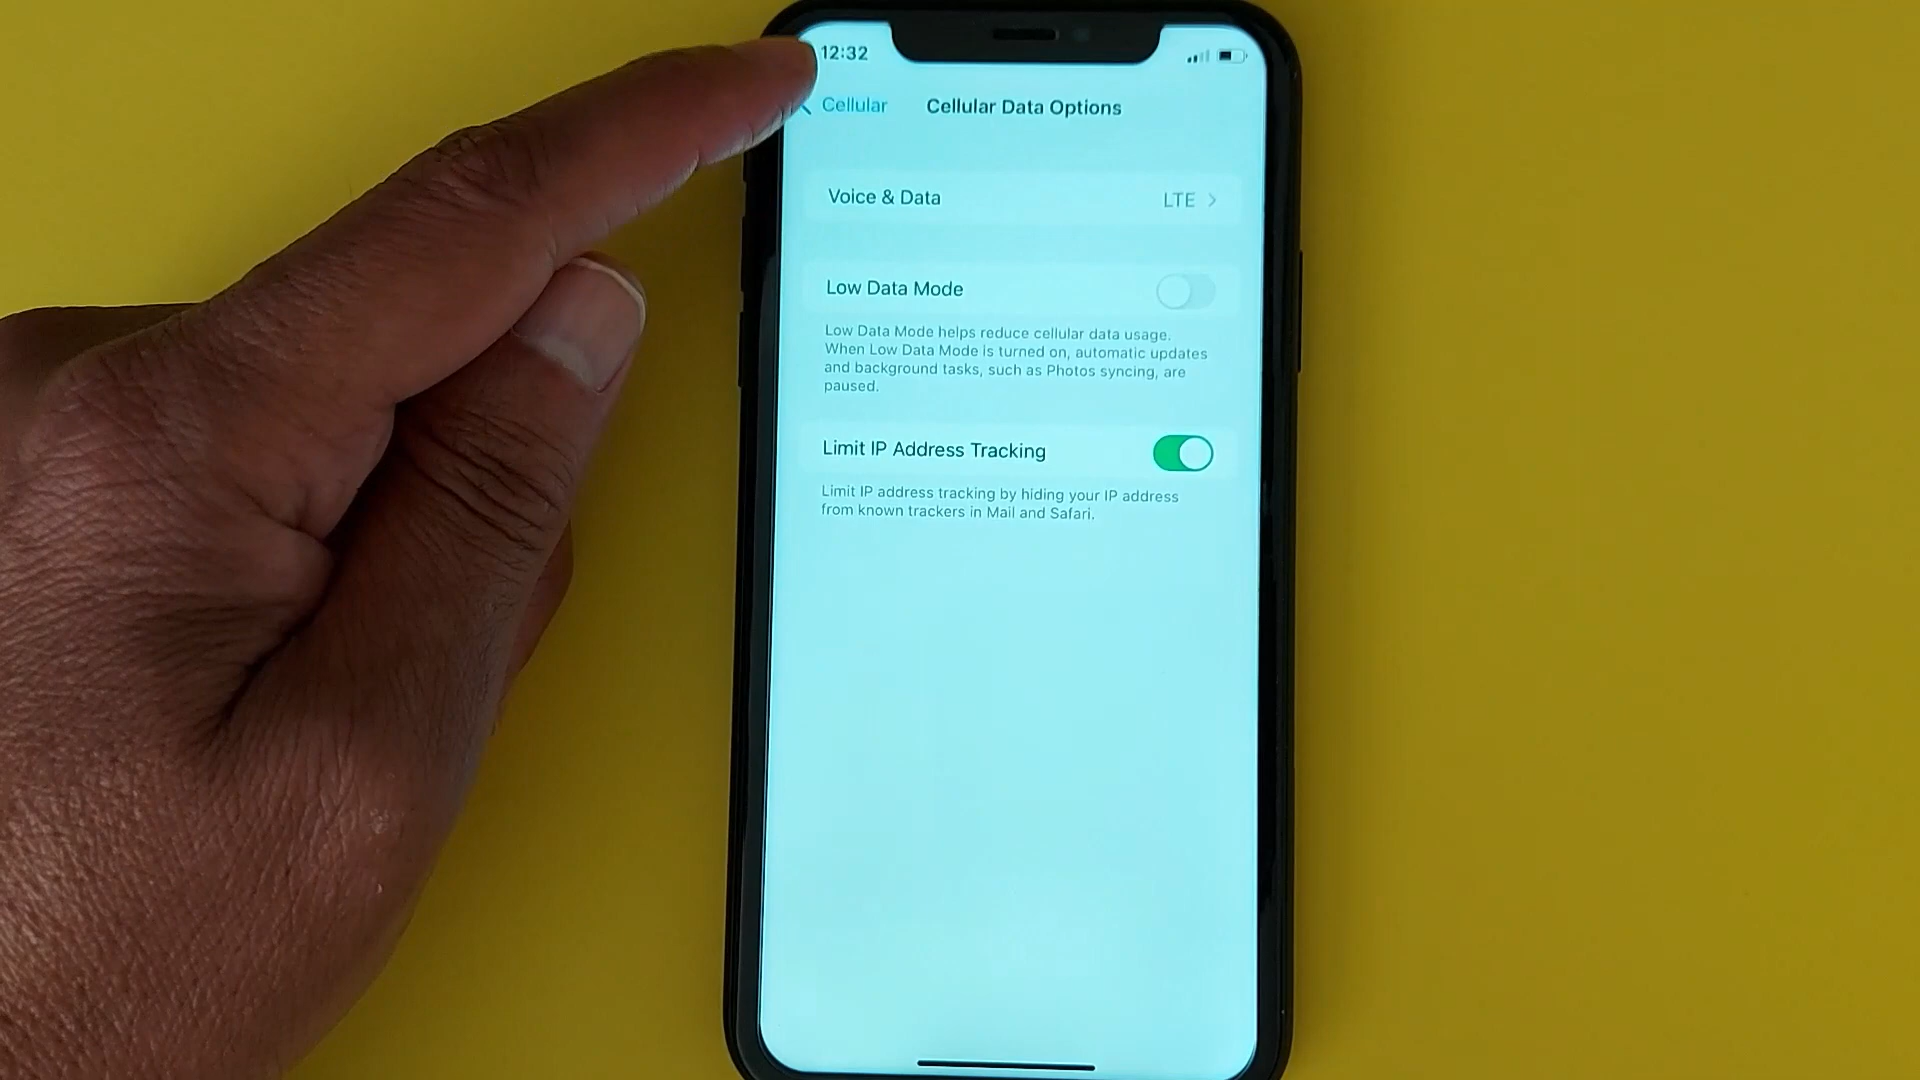 12:32
Cellular
Cellular Data Options
Voice & Data
LTE
Low Data Mode
Low Data Mode helps reduce cellular data usage.
When Low Data Mode is turned on, automatic updates
and background tasks, such as Photos syncing, are
paused.
Limit IP Address Tracking
Limit IP address tracking by hiding your IP address
from known trackers in Mail and Safari.